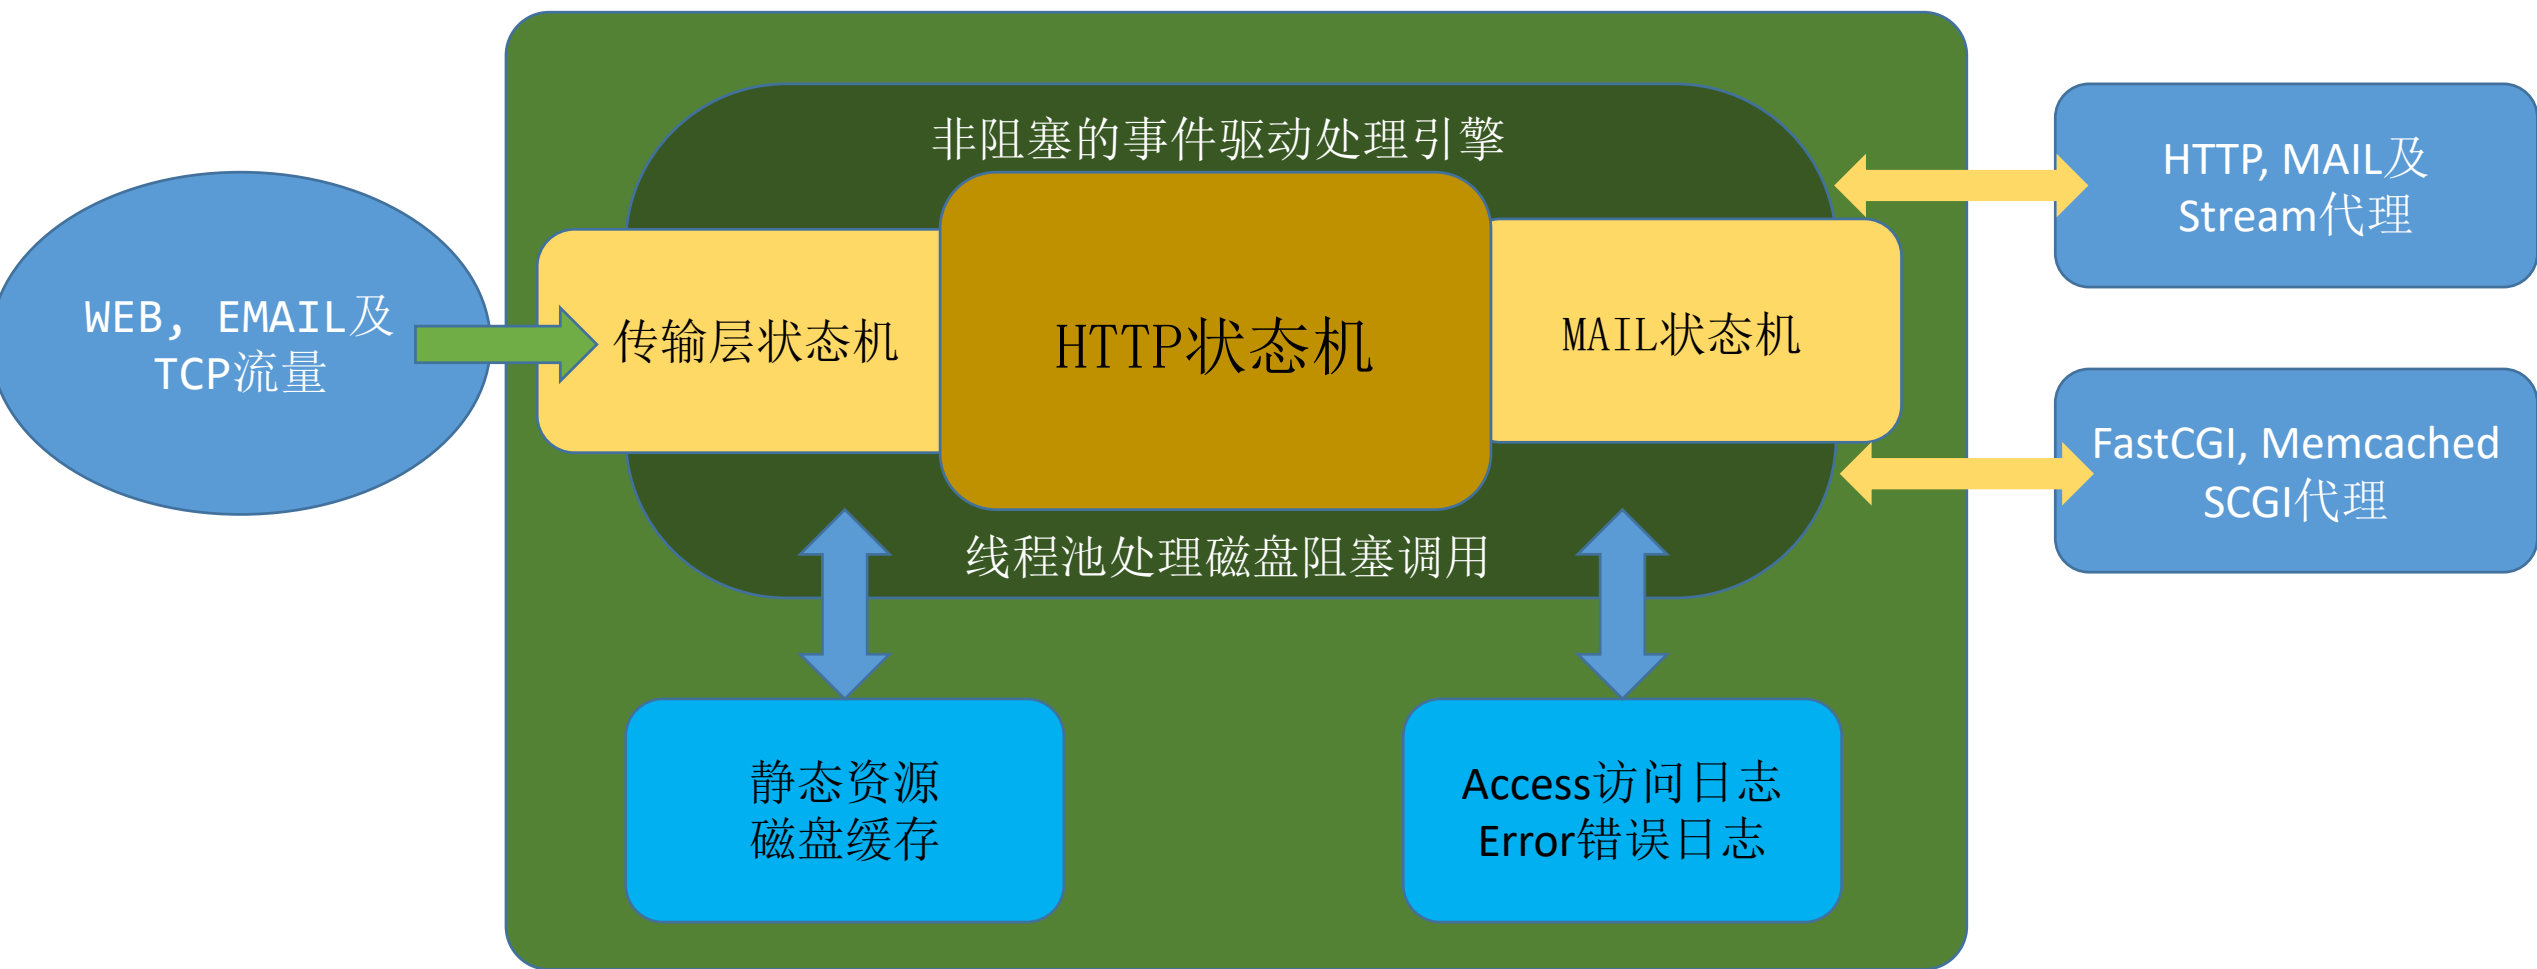 非阻塞的事件驱动处理引擎
WEB, EMAIL及
TCP流量
传输层状态机
HTTP状态机
MAIL状态机
HTTP, MAIL及
Stream代理
FastCGI, Memcached
SCGI代理
线程池处理磁盘阻塞调用
静态资源
磁盘缓存
Access访问日志
Error错误日志